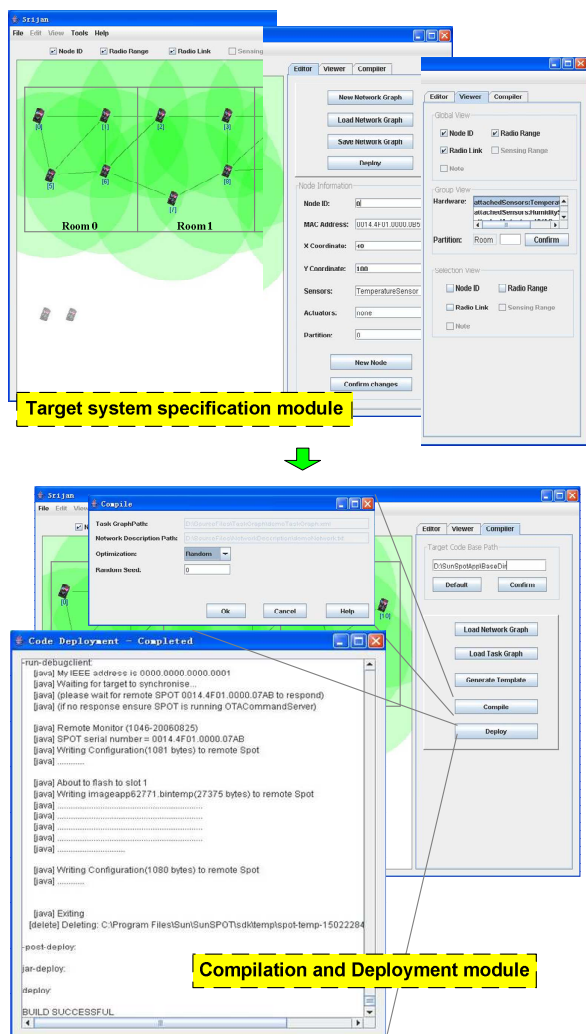 Srijan
File Edit View Tools Help
Node ID Radio Range Radio Link Sensing
[0] [1] [2] [3]
[5] [6] [7] [8]
Room 0 Room 1
Editor Viewer Compiler
New Network Graph
Load Network Graph
Save Network Graph
Deploy
Node Information
Node ID: 0
MAC Address: 0014.4F01.0000.0B5
X Coordinate: 40
Y Coordinate: 100
Sensors: TemperatureSensor
Actuators: none
Partition: 0
New Node
Confirm changes
Editor Viewer Compiler
Global View
Node ID Radio Range
Radio Link Sensing Range
Note
Group View
Hardware: attachedSensors:Temperat
attachedSensors:Humidity
Partition: Room Confirm
Selection View
Node ID Radio Range
Radio Link Sensing Range
Note
Target system specification module
Srijan
File Edit View
Compile
Task GraphPath:
Network Description Path:
Optimization: Random
Random Seed: 0
Ok Cancel Help
[0] [10]
Editor Viewer Compiler
Target Code Base Path
D:\SunSpotApp\BaseDir
Default Confirm
Load Network Graph
Load Task Graph
Generate Template
Compile
Deploy
Code Deployment - Completed
-run-debugclient:
[java] My IEEE address is 0000.0000.0000.0001
[java] Waiting for target to synchronise...
[java] (please wait for remote SPOT 0014.4F01.0000.07AB to respond)
[java] (if no response ensure SPOT is running OTACommandServer)
[java] Remote Monitor (1046-20060825)
[java] SPOT serial number = 0014.4F01.0000.07AB
[java] Writing Configuration(1081 bytes) to remote Spot
[java] .............
[java] About to flash to slot 1
[java] Writing imageapp62771.bintemp(27375 bytes) to remote Spot
[java] ......................................................
[java] ......................................................
[java] ......................................................
[java] ......................................................
[java] .........................
[java] Writing Configuration(1080 bytes) to remote Spot
[java] .............
[java] Exiting
[delete] Deleting: C:\Program Files\Sun\SunSPOT\sdk\temp\spot-temp-15022284
-post-deploy:
jar-deploy:
deploy:
BUILD SUCCESSFUL
Compilation and Deployment module